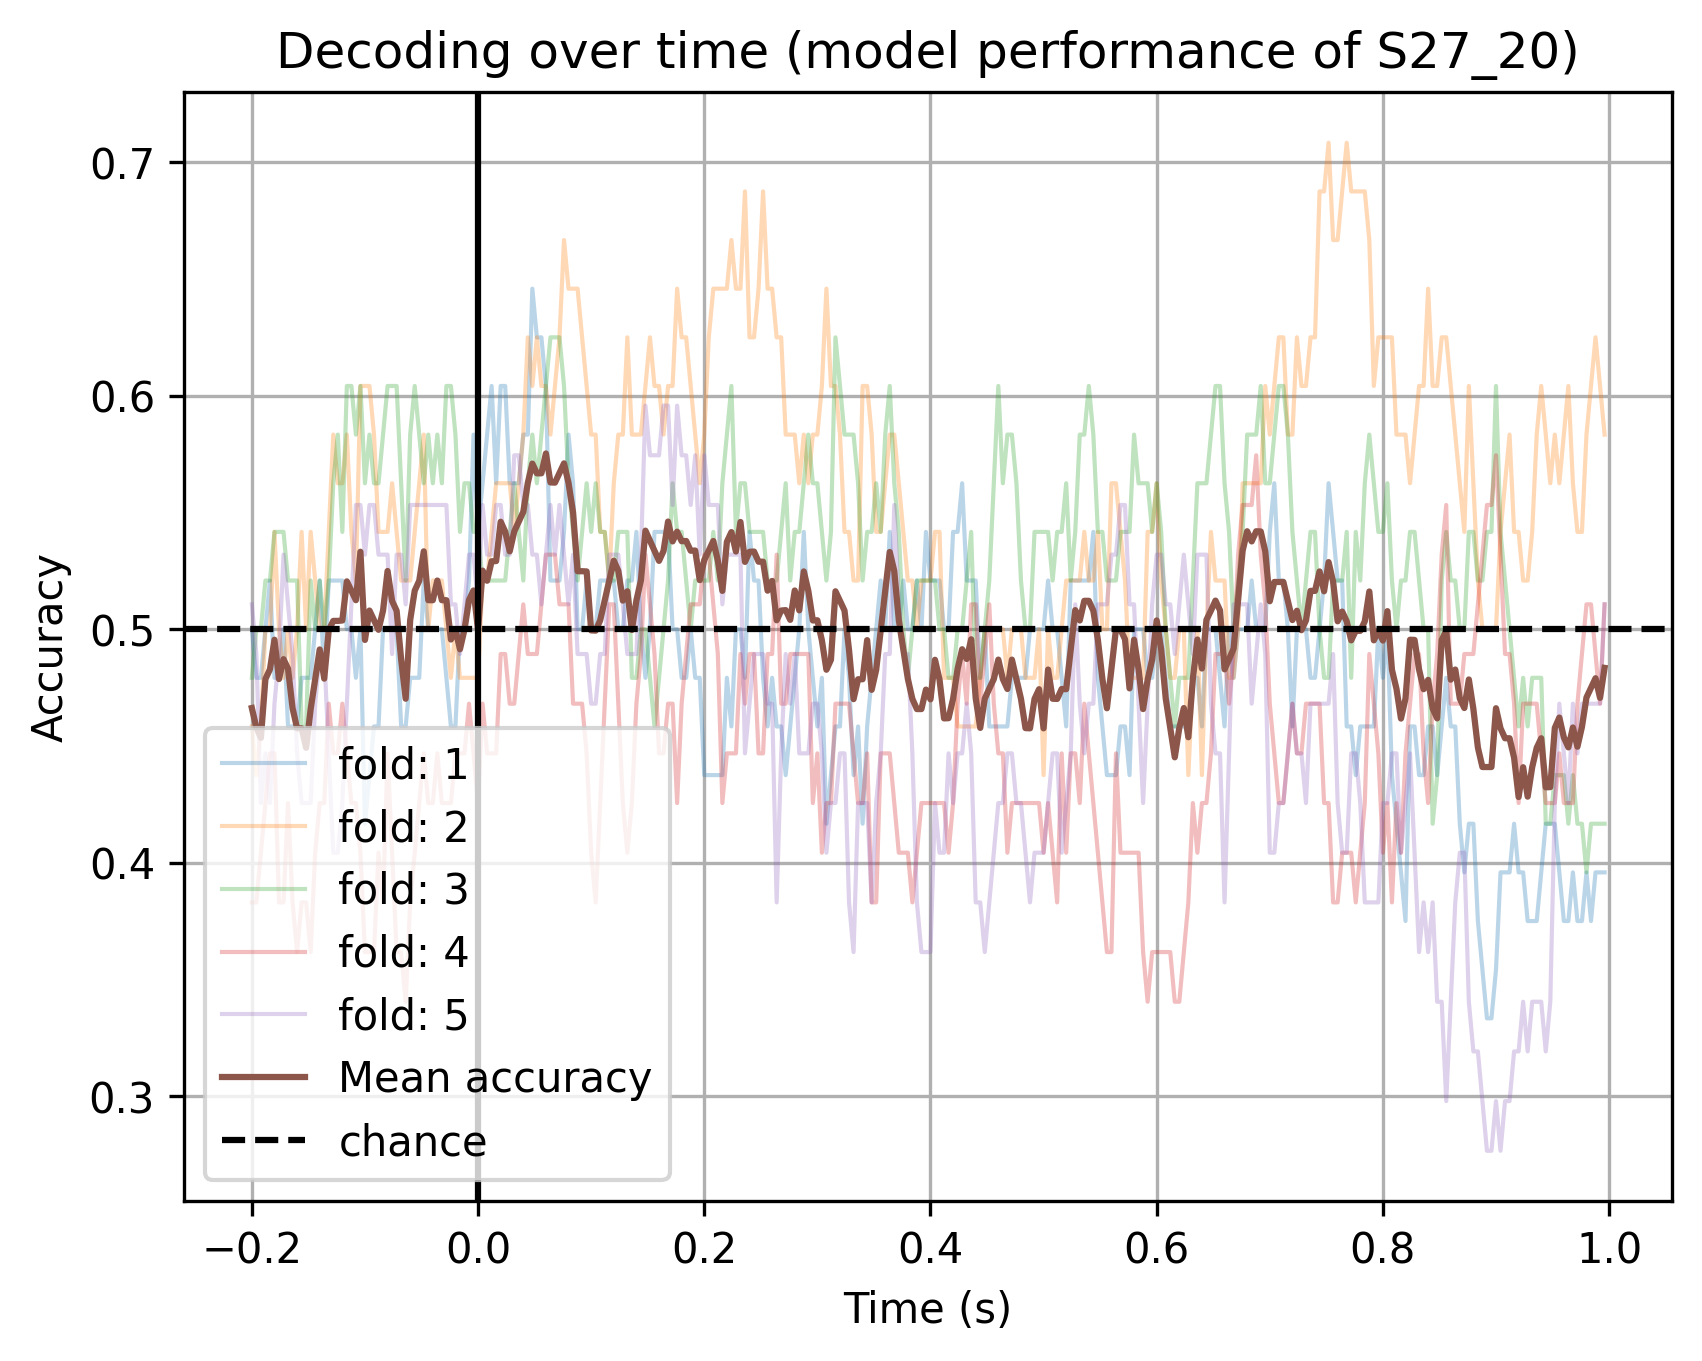 Decoding over time (model performance of S27_20)
Accuracy
0.7
0.6
0.5
0.4
0.3
fold: 1
fold: 2
fold: 3
fold: 4
fold: 5
Mean accuracy
chance
−0.2 0.0 0.2 0.4 0.6 0.8 1.0
Time (s)